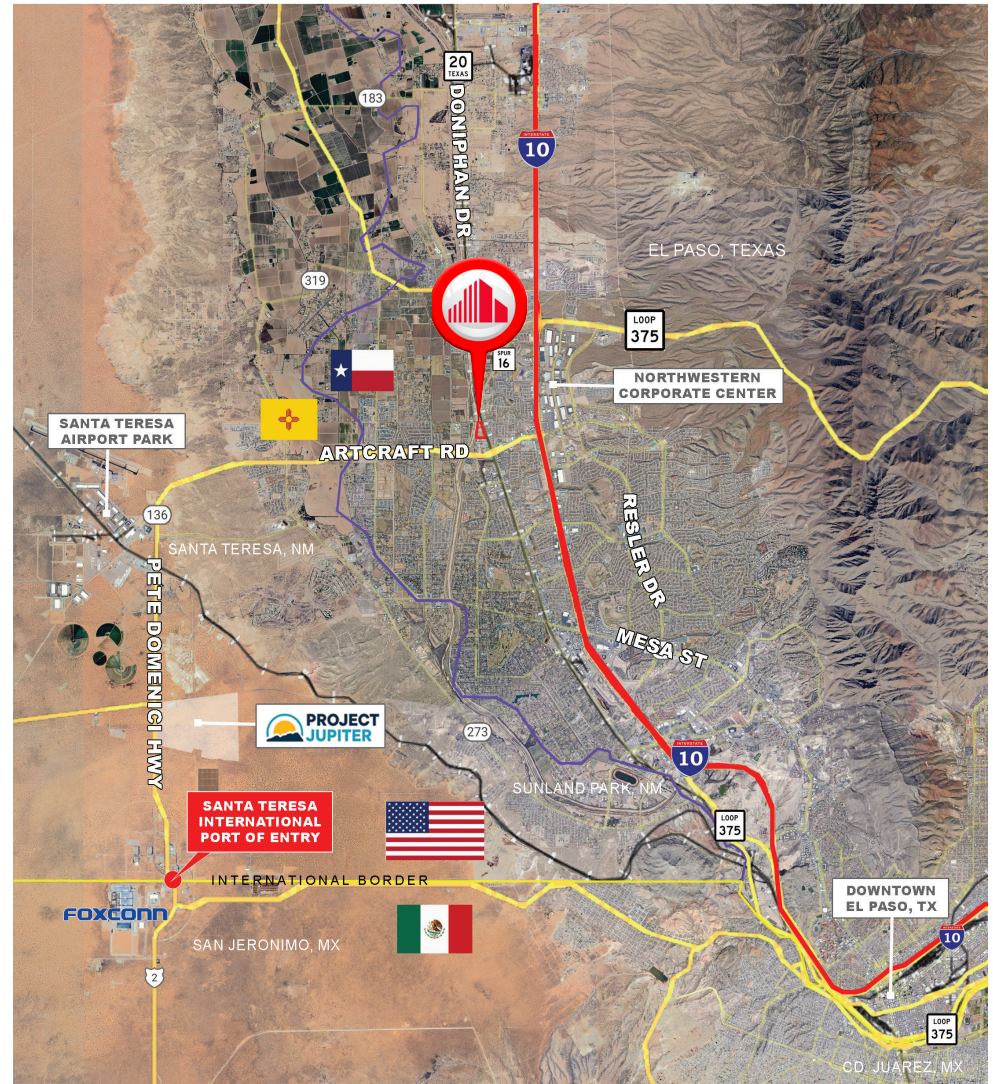 20
TEXAS
183
DONIPHAN DR
INTERSTATE
10
EL PASO, TEXAS
319
LOOP
375
SPUR
16
NORTHWESTERN
CORPORATE CENTER
SANTA TERESA
AIRPORT PARK
ARTCRAFT RD
136
SANTA TERESA, NM
RESLER DR
PETE DOMENICI HWY
MESA ST
PROJECT
JUPITER
273
INTERSTATE
10
SUNLAND PARK, NM
SANTA TERESA
INTERNATIONAL
PORT OF ENTRY
LOOP
375
INTERNATIONAL BORDER
DOWNTOWN
EL PASO, TX
FOXCONN
SAN JERONIMO, MX
INTERSTATE
10
2
LOOP
375
CD. JUAREZ, MX